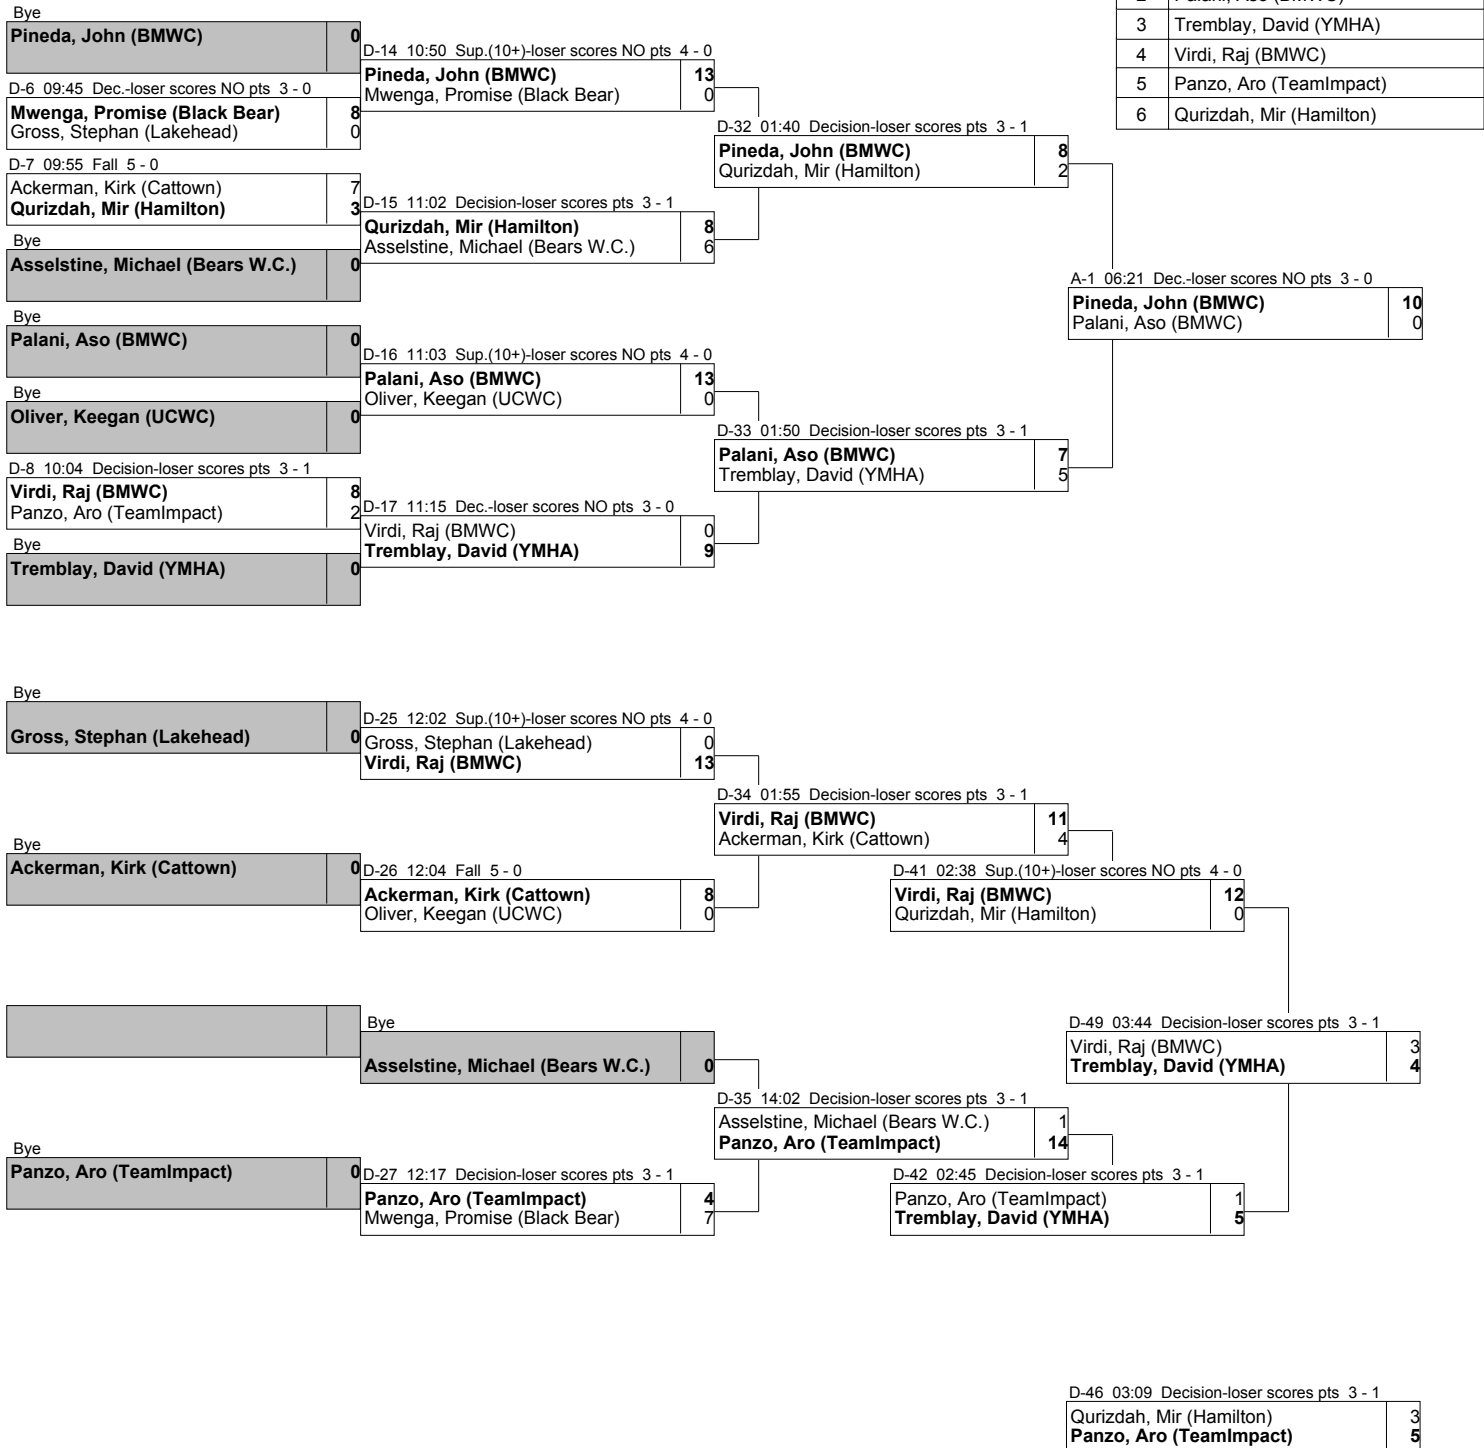 Bye
Pineda, John (BMWC) 0
D-6 09:45 Dec.-loser scores NO pts 3 - 0
Mwenga, Promise (Black Bear) 8
Gross, Stephan (Lakehead) 0
D-7 09:55 Fall 5 - 0
Ackerman, Kirk (Cattown) 7
Qurizdah, Mir (Hamilton) 3
Bye
Asselstine, Michael (Bears W.C.) 0
Bye
Palani, Aso (BMWC) 0
Bye
Oliver, Keegan (UCWC) 0
D-8 10:04 Decision-loser scores pts 3 - 1
Virdi, Raj (BMWC) 8
Panzo, Aro (TeamImpact) 2
Bye
Tremblay, David (YMHA) 0
D-14 10:50 Sup.(10+)-loser scores NO pts 4 - 0
Pineda, John (BMWC) 13
Mwenga, Promise (Black Bear) 0
D-15 11:02 Decision-loser scores pts 3 - 1
Qurizdah, Mir (Hamilton) 8
Asselstine, Michael (Bears W.C.) 6
D-16 11:03 Sup.(10+)-loser scores NO pts 4 - 0
Palani, Aso (BMWC) 13
Oliver, Keegan (UCWC) 0
D-17 11:15 Dec.-loser scores NO pts 3 - 0
Virdi, Raj (BMWC) 0
Tremblay, David (YMHA) 9
D-32 01:40 Decision-loser scores pts 3 - 1
Pineda, John (BMWC) 8
Qurizdah, Mir (Hamilton) 2
D-33 01:50 Decision-loser scores pts 3 - 1
Palani, Aso (BMWC) 7
Tremblay, David (YMHA) 5
A-1 06:21 Dec.-loser scores NO pts 3 - 0
Pineda, John (BMWC) 10
Palani, Aso (BMWC) 0
2 Palani, Aso (BMWC)
3 Tremblay, David (YMHA)
4 Virdi, Raj (BMWC)
5 Panzo, Aro (TeamImpact)
6 Qurizdah, Mir (Hamilton)
Bye
Gross, Stephan (Lakehead) 0
Bye
Ackerman, Kirk (Cattown) 0
Bye
Panzo, Aro (TeamImpact) 0
D-25 12:02 Sup.(10+)-loser scores NO pts 4 - 0
Gross, Stephan (Lakehead) 0
Virdi, Raj (BMWC) 13
D-26 12:04 Fall 5 - 0
Ackerman, Kirk (Cattown) 8
Oliver, Keegan (UCWC) 0
Bye
Asselstine, Michael (Bears W.C.) 0
D-27 12:17 Decision-loser scores pts 3 - 1
Panzo, Aro (TeamImpact) 4
Mwenga, Promise (Black Bear) 7
D-34 01:55 Decision-loser scores pts 3 - 1
Virdi, Raj (BMWC) 11
Ackerman, Kirk (Cattown) 4
D-35 14:02 Decision-loser scores pts 3 - 1
Asselstine, Michael (Bears W.C.) 1
Panzo, Aro (TeamImpact) 14
D-41 02:38 Sup.(10+)-loser scores NO pts 4 - 0
Virdi, Raj (BMWC) 12
Qurizdah, Mir (Hamilton) 0
D-42 02:45 Decision-loser scores pts 3 - 1
Panzo, Aro (TeamImpact) 1
Tremblay, David (YMHA) 5
D-49 03:44 Decision-loser scores pts 3 - 1
Virdi, Raj (BMWC) 3
Tremblay, David (YMHA) 4
D-46 03:09 Decision-loser scores pts 3 - 1
Qurizdah, Mir (Hamilton) 3
Panzo, Aro (TeamImpact) 5